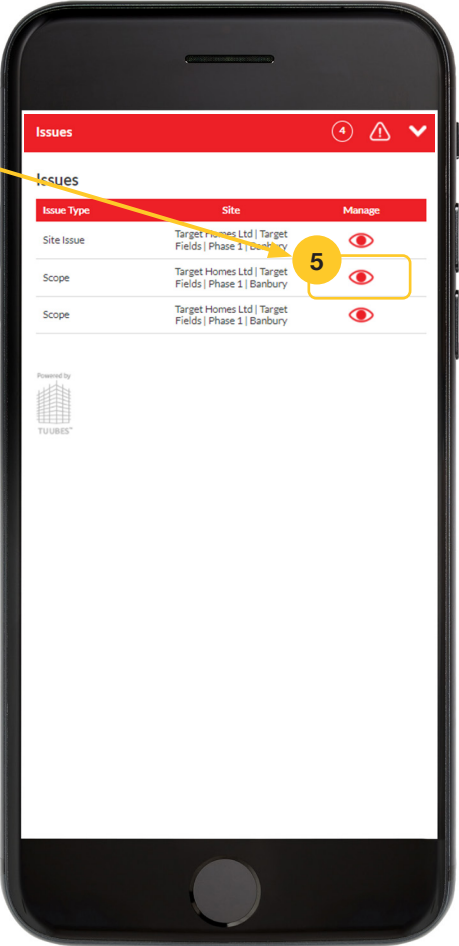 Issues
4
Issues
Issue Type Site Manage
Site Issue
Target Homes Ltd | Target
Fields | Phase 1 | Banbury
5
Scope
Target Homes Ltd | Target
Fields | Phase 1 | Banbury
Scope
Target Homes Ltd | Target
Fields | Phase 1 | Banbury
Powered by
TUUBES™